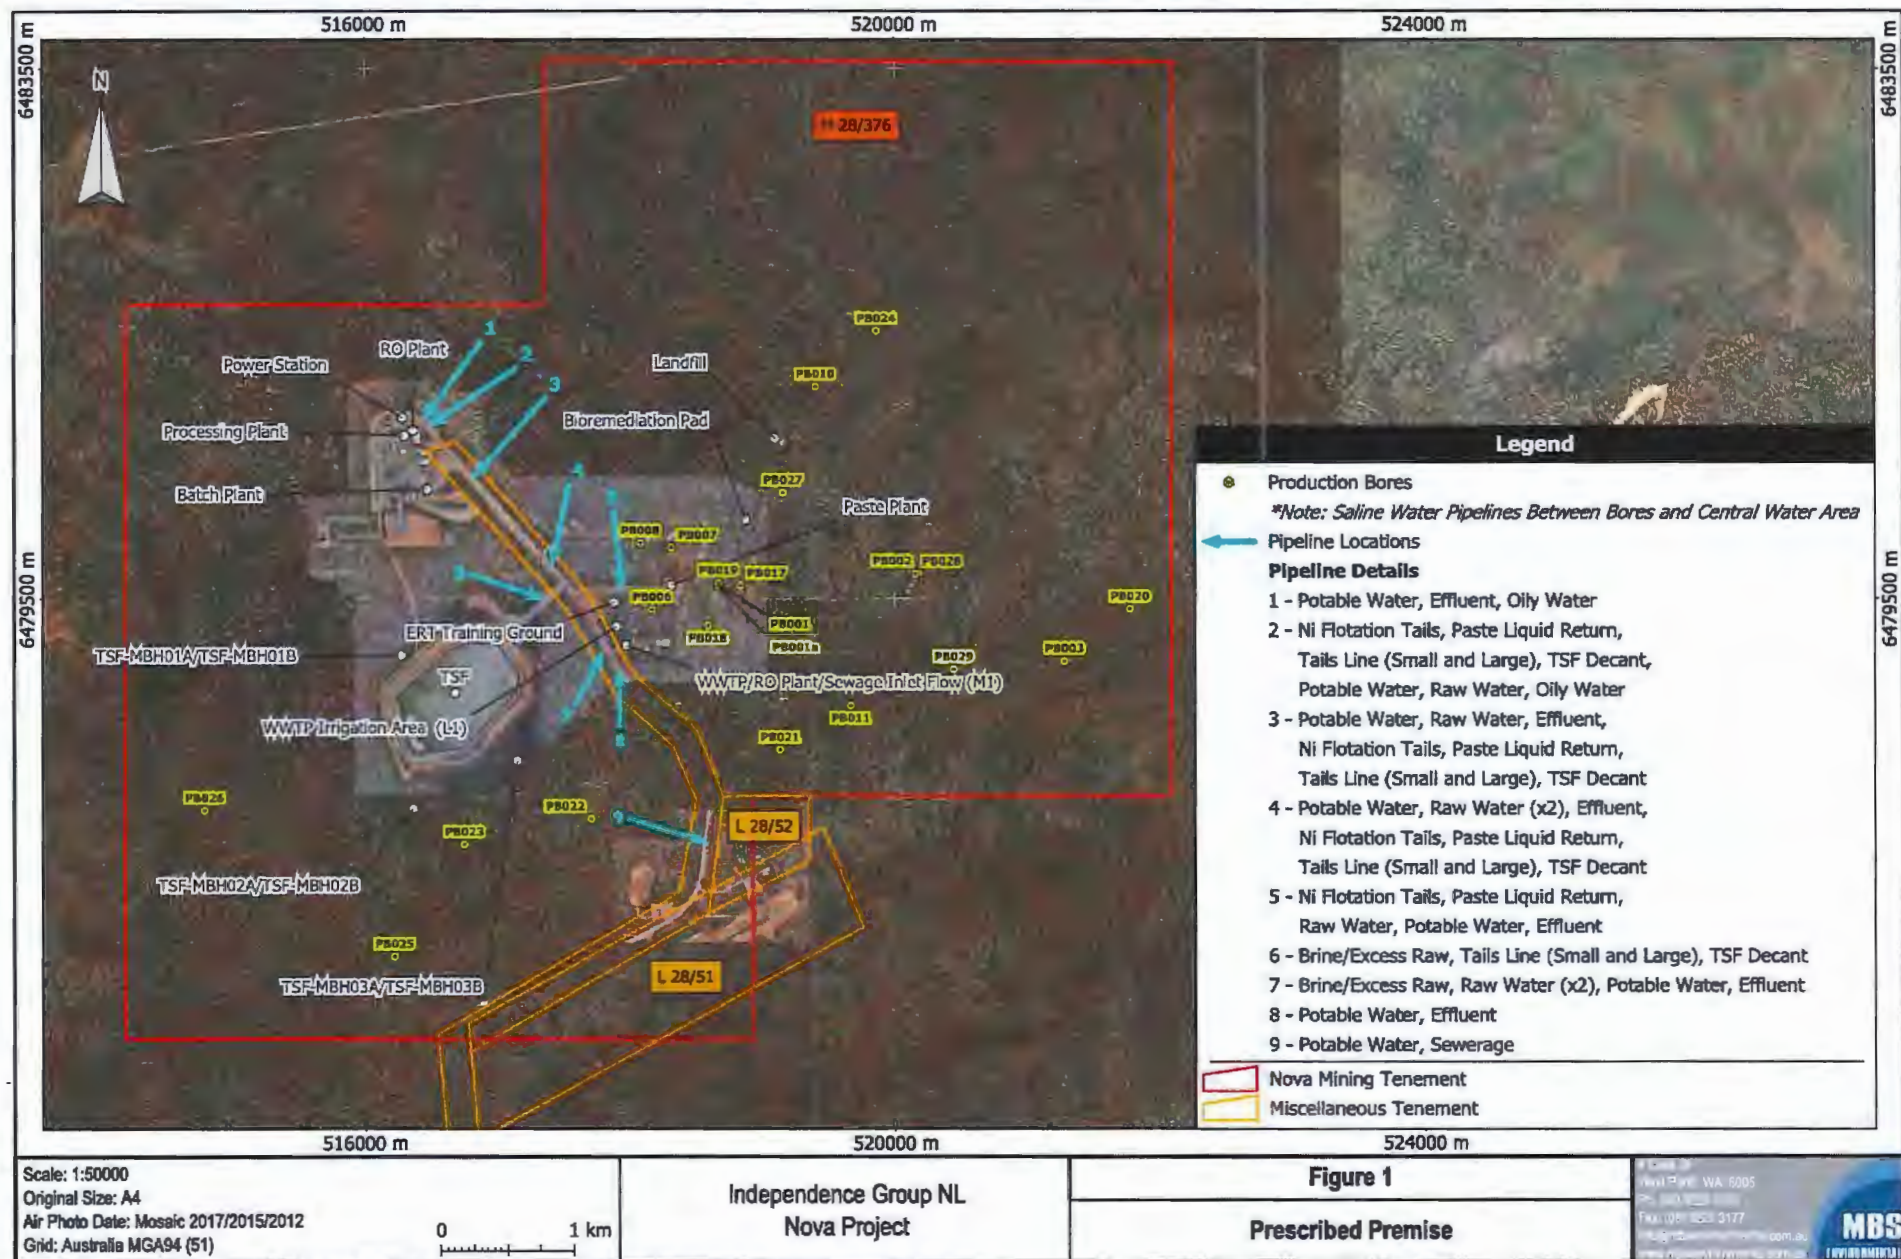 516000 m
520000 m
524000 m
6483500 m
6483500 m
N
28/376
PB024
1
RO Plant
2
Power Station
Landfill
3
PB010
Bioremediation Pad
Processing Plant
Legend
4
PB027
Production Bores
Batch Plant
Paste Plant
*Note: Saline Water Pipelines Between Bores and Central Water Area
PB008
PB007
Pipeline Locations
PB002
PB028
Pipeline Details
PB019
PB017
6479500 m
6479500 m
PB006
PB020
1 - Potable Water, Effluent, Oily Water
PB001
2 - Ni Flotation Tails, Paste Liquid Return,
Tails Line (Small and Large), TSF Decant,
Potable Water, Raw Water, Oily Water
ERT Training Ground
PB018
PB001a
PB003
TSF-MBH01A/TSF-MBH01B
PB029
TSF
WWTP/RO Plant/Sewage Inlet Flow (M1)
3 - Potable Water, Raw Water, Effluent,
Ni Flotation Tails, Paste Liquid Return,
Tails Line (Small and Large), TSF Decant
WWTP Irrigation Area (L1)
PB011
PB021
8
4 - Potable Water, Raw Water (x2), Effluent,
Ni Flotation Tails, Paste Liquid Return,
Tails Line (Small and Large), TSF Decant
PB026
PB022
9
PB023
L 28/52
TSF-MBH02A/TSF-MBH02B
5 - Ni Flotation Tails, Paste Liquid Return,
Raw Water, Potable Water, Effluent
PB025
6 - Brine/Excess Raw, Tails Line (Small and Large), TSF Decant
L 28/51
TSF-MBH03A/TSF-MBH03B
7 - Brine/Excess Raw, Raw Water (x2), Potable Water, Effluent
8 - Potable Water, Effluent
9 - Potable Water, Sewerage
Nova Mining Tenement
Miscellaneous Tenement
516000 m
520000 m
524000 m
Scale: 1:50000
Original Size: A4
Air Photo Date: Mosaic 2017/2015/2012
Grid: Australia MGA94 (51)
0 1 km
Independence Group NL
Nova Project
Figure 1
Prescribed Premise
WA 6005
3177
MBS
ENVIRONMENTAL